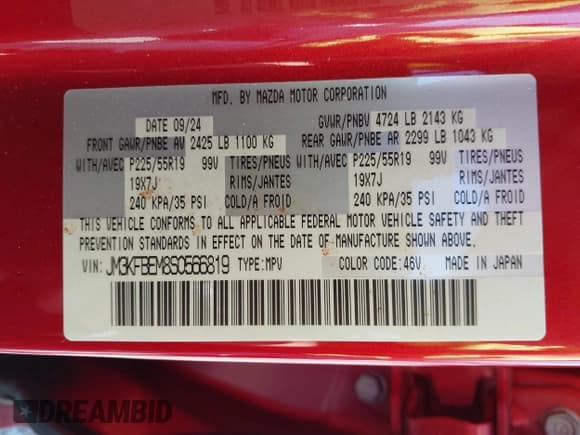 MFD. BY MAZDA MOTOR CORPORATION
DATE 09/24 GVWR/PNBV 4724 LB 2143 KG
FRONT GAWR/PNBE AV 2425 LB 1100 KG REAR GAWR/PNBE AR 2299 LB 1043 KG
WITH/AVEC P225/55R19 99V TIRES/PNEUS WITH/AVEC P225/55R19 99V TIRES/PNEUS
19X7J RIMS/JANTES 19X7J RIMS/JANTES
240 KPA/35 PSI COLD/A FROID 240 KPA/35 PSI COLD/A FROID
THIS VEHICLE CONFORMS TO ALL APPLICABLE FEDERAL MOTOR VEHICLE SAFETY AND THEFT
PREVENTION STANDARDS IN EFFECT ON THE DATE OF MANUFACTURE SHOWN ABOVE.
VIN: JM3KFBEM8S0566819 TYPE:MPV COLOR CODE:46V MADE IN JAPAN
DREAMBID